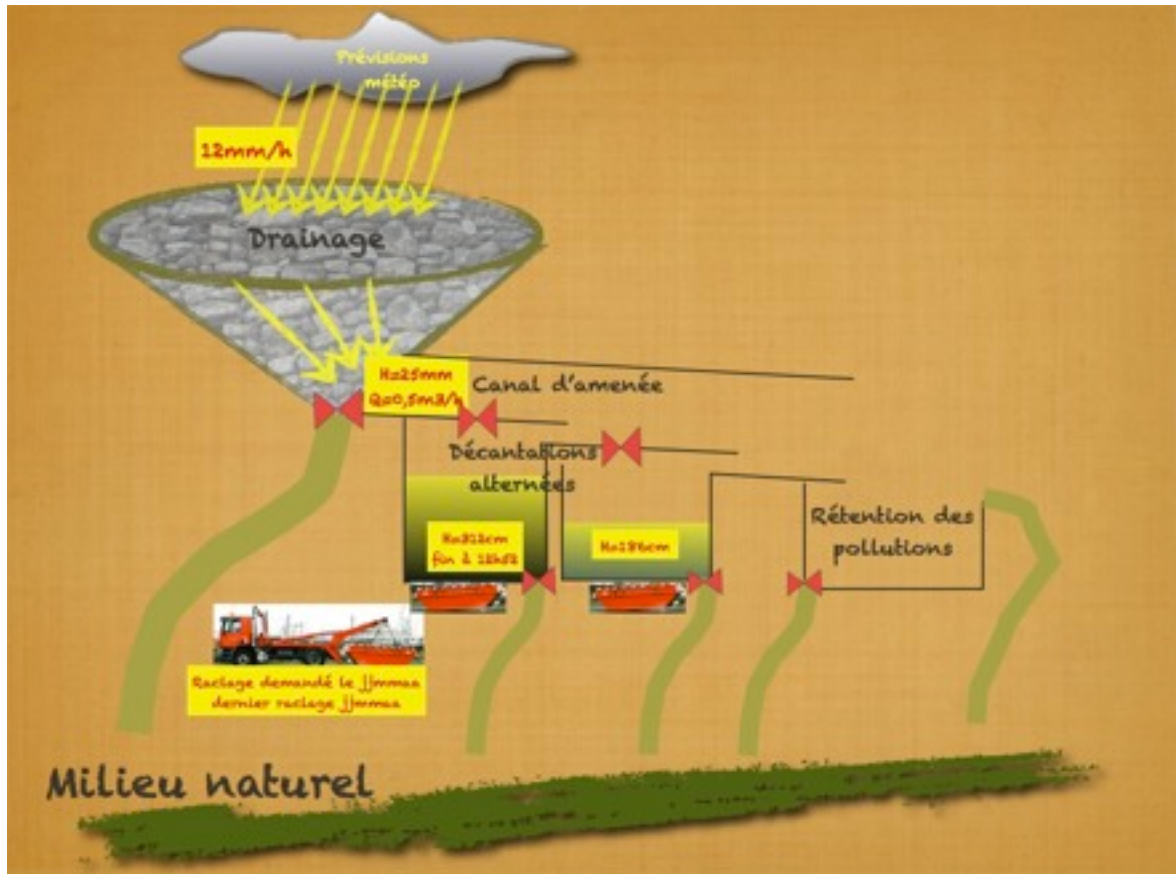 Prévisions
météo
12mm/h
Drainage
H=25mm
Q=0,5m3/h
Canal d'amenée
Décantations
alternées
H=312cm
fin à 12h52
H=186cm
Rétention des
pollutions
Raclage demandé le jjmmaa
dernier raclage jjmmaa
Milieu naturel